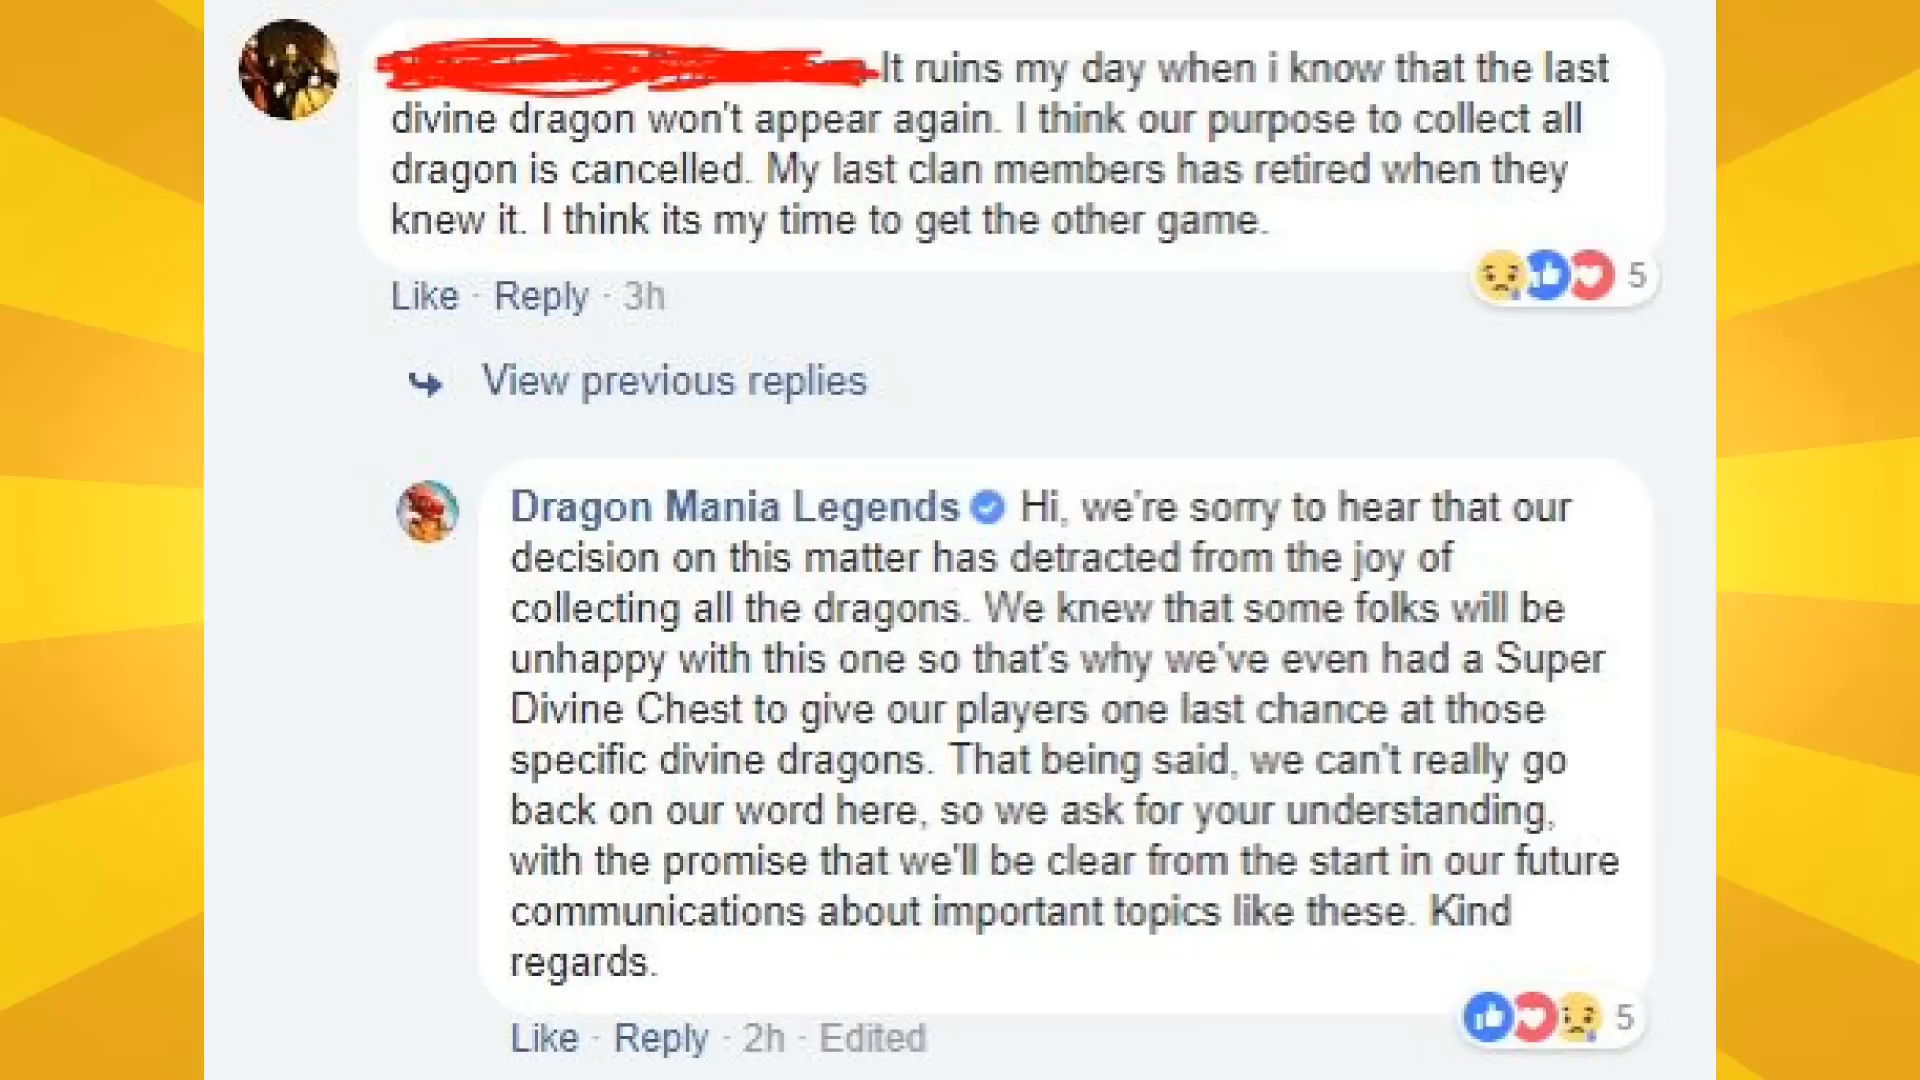 It ruins my day when i know that the last
divine dragon won't appear again. I think our purpose to collect all
dragon is cancelled. My last clan members has retired when they
knew it. I think its my time to get the other game.
5
Like · Reply · 3h
View previous replies
Dragon Mania Legends Hi, we're sorry to hear that our
decision on this matter has detracted from the joy of
collecting all the dragons. We knew that some folks will be
unhappy with this one so that's why we've even had a Super
Divine Chest to give our players one last chance at those
specific divine dragons. That being said, we can't really go
back on our word here, so we ask for your understanding,
with the promise that we'll be clear from the start in our future
communications about important topics like these. Kind
regards.
5
Like · Reply · 2h · Edited